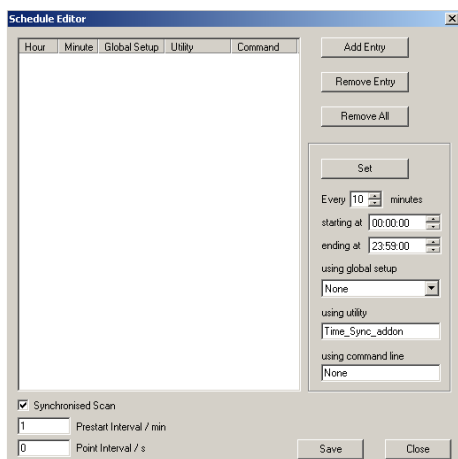 Schedule Editor
Hour Minute Global Setup Utility Command
Add Entry
Remove Entry
Remove All
Set
Every 10 minutes
starting at 00:00:00
ending at 23:59:00
using global setup
None
using utility
Time_Sync_addon
using command line
None
Synchronised Scan
1 Prestart Interval / min
0 Point Interval / s
Save Close